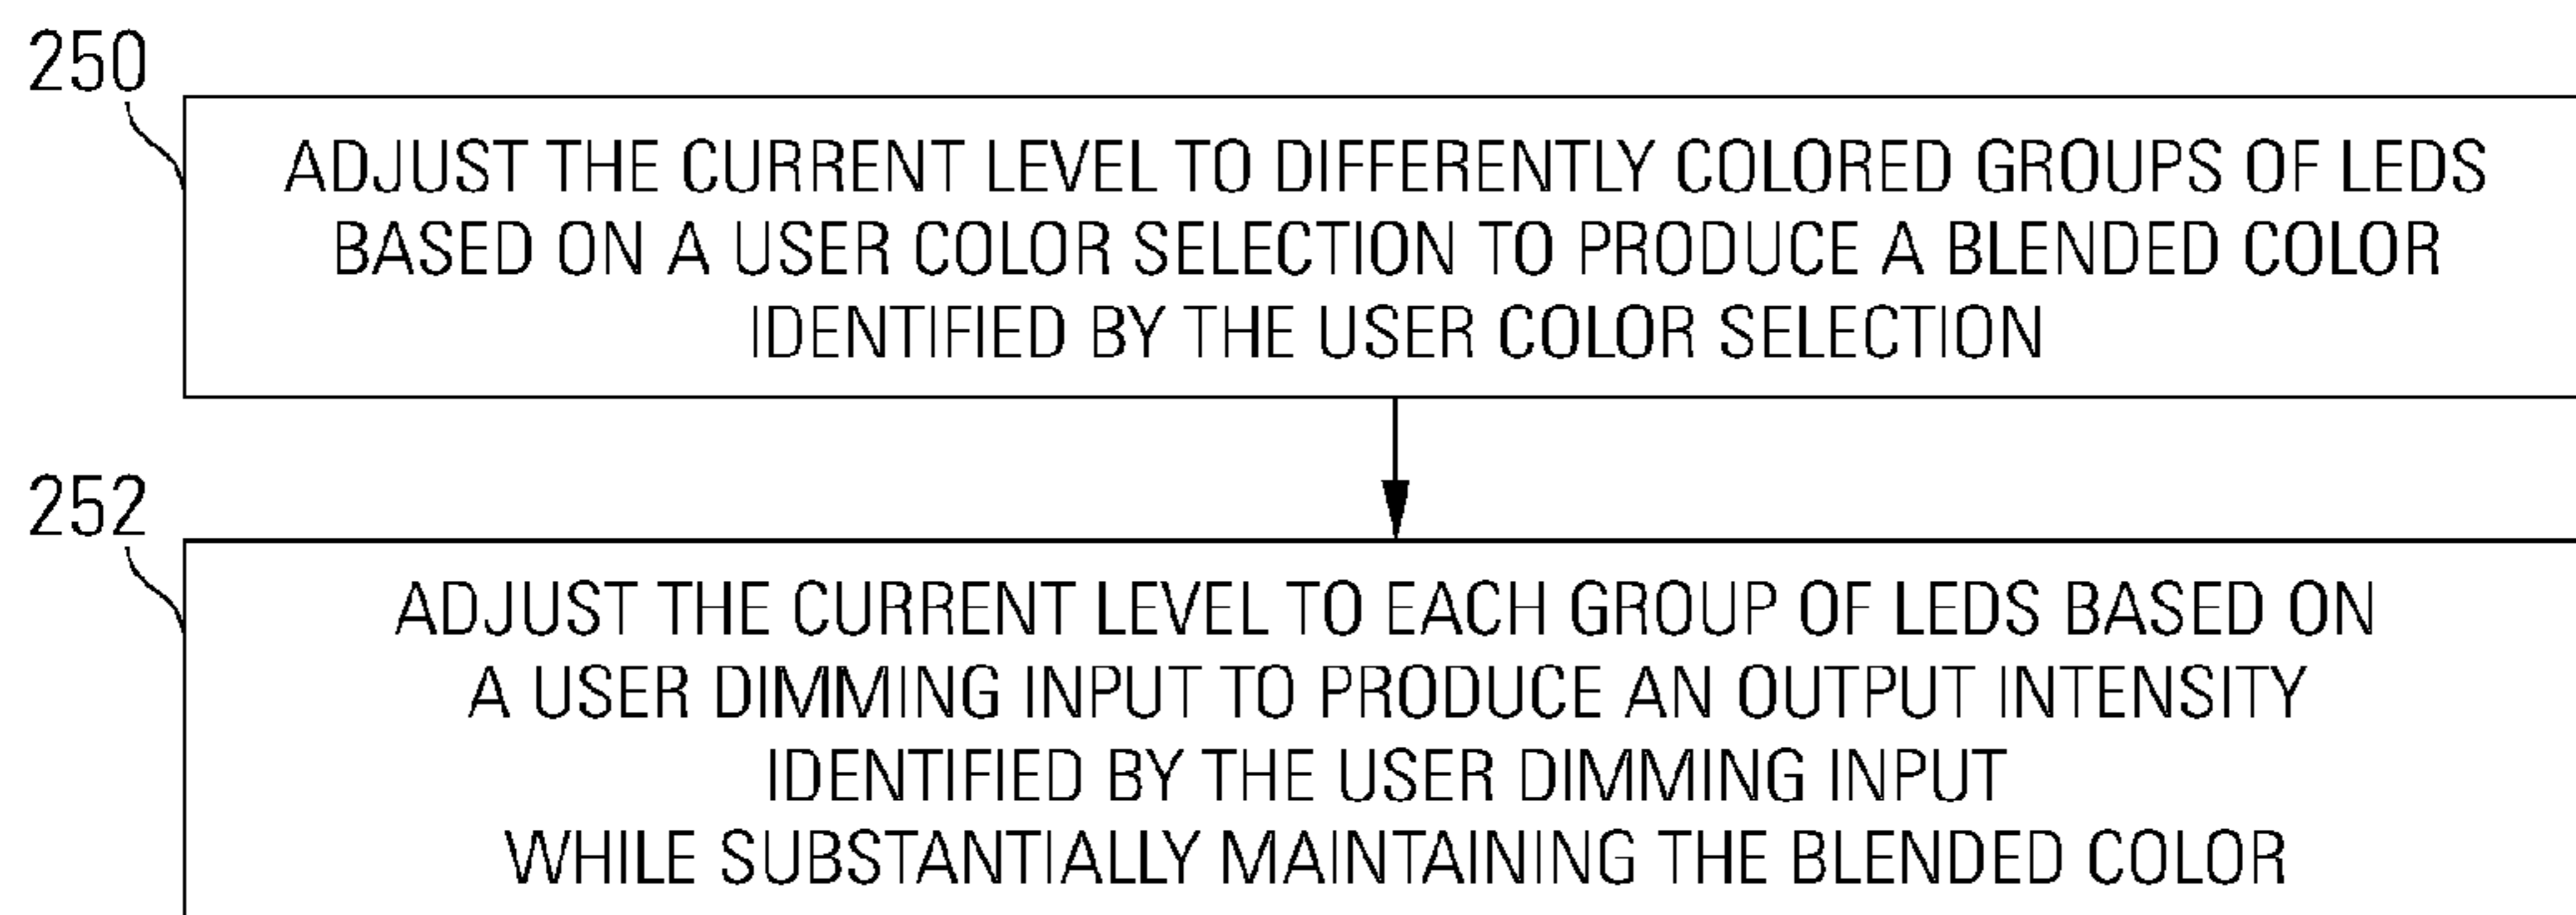 250
ADJUST THE CURRENT LEVEL TO DIFFERENTLY COLORED GROUPS OF LEDS
BASED ON A USER COLOR SELECTION TO PRODUCE A BLENDED COLOR
IDENTIFIED BY THE USER COLOR SELECTION
252
ADJUST THE CURRENT LEVEL TO EACH GROUP OF LEDS BASED ON
A USER DIMMING INPUT TO PRODUCE AN OUTPUT INTENSITY
IDENTIFIED BY THE USER DIMMING INPUT
WHILE SUBSTANTIALLY MAINTAINING THE BLENDED COLOR